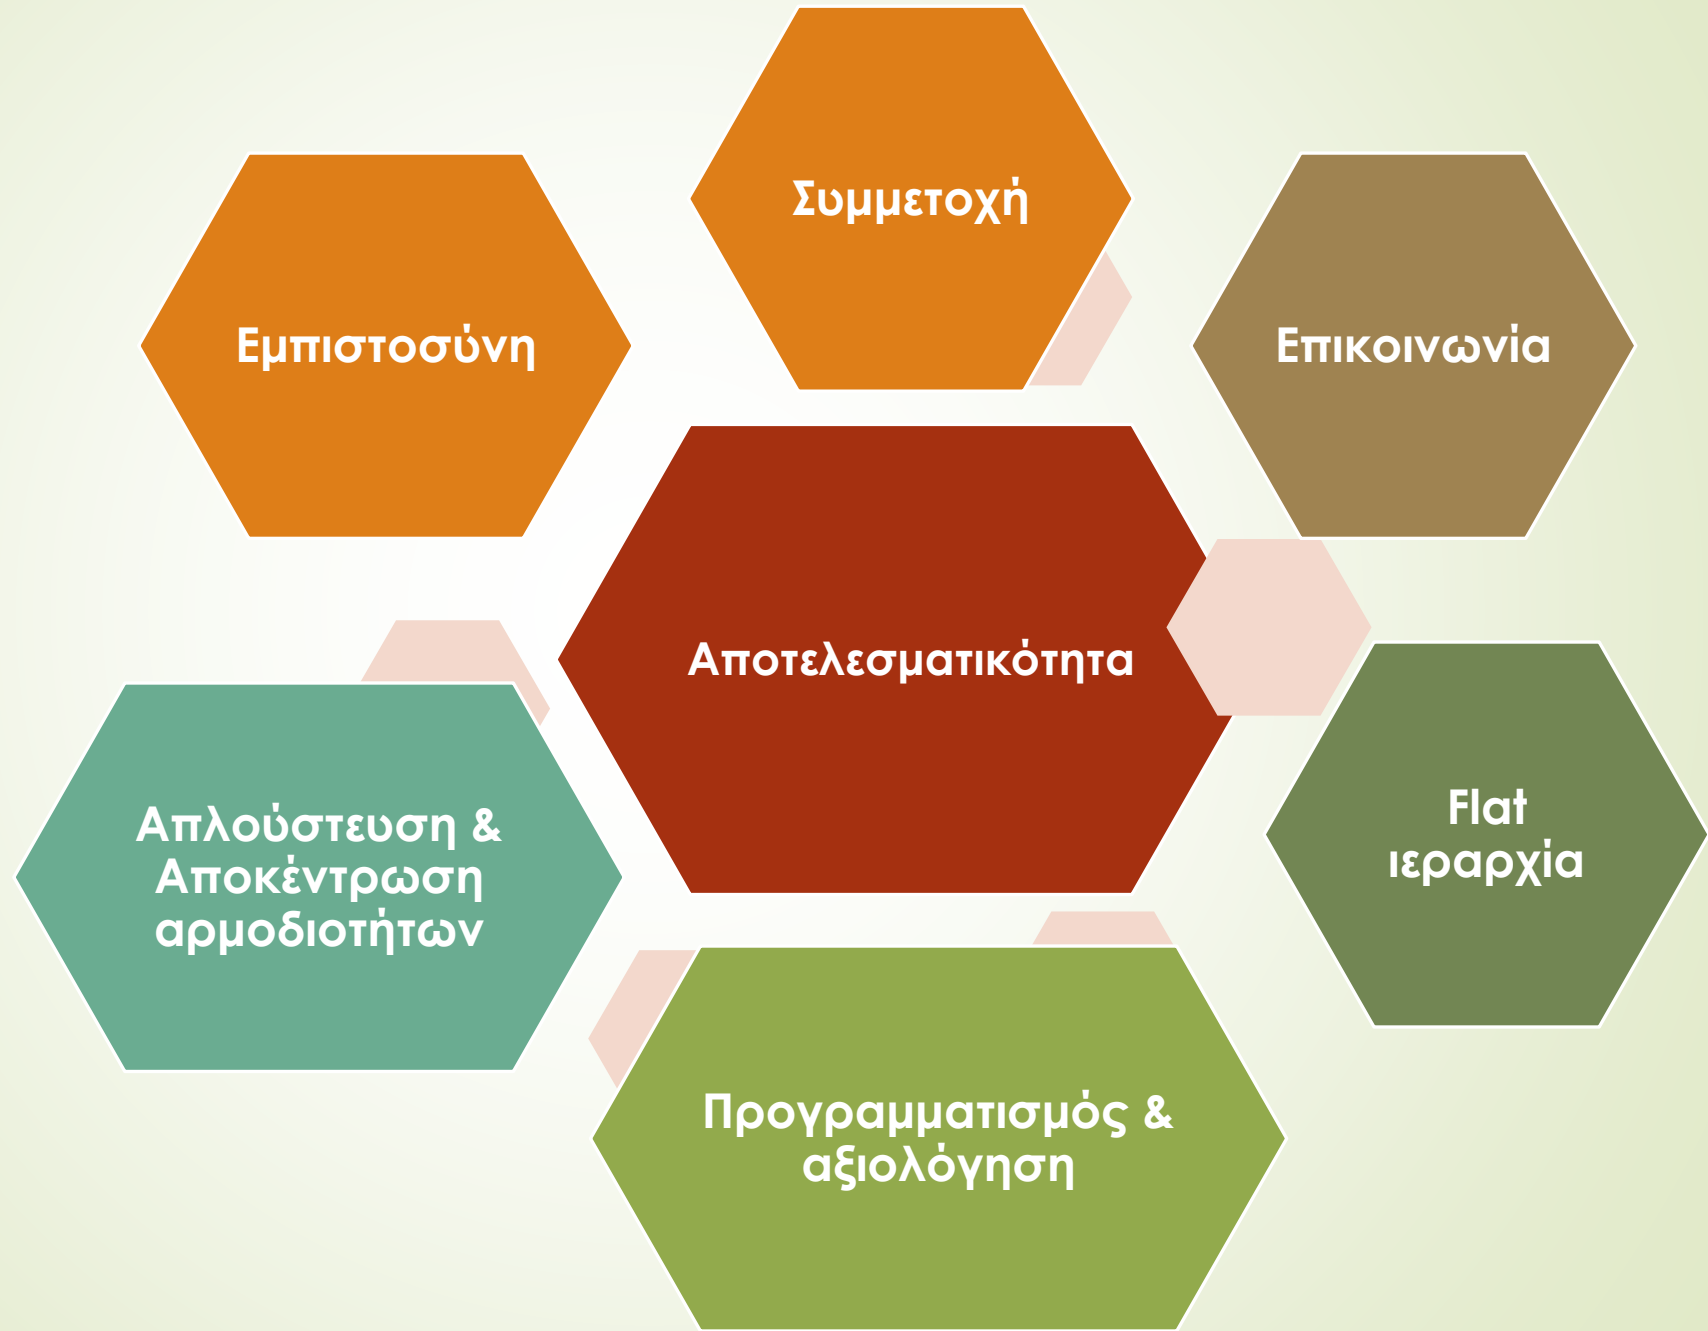 Συμμετοχή
Εμπιστοσύνη
Επικοινωνία
Αποτελεσματικότητα
Flat
ιεραρχία
Απλούστευση &
Αποκέντρωση
αρμοδιοτήτων
Προγραμματισμός &
αξιολόγηση